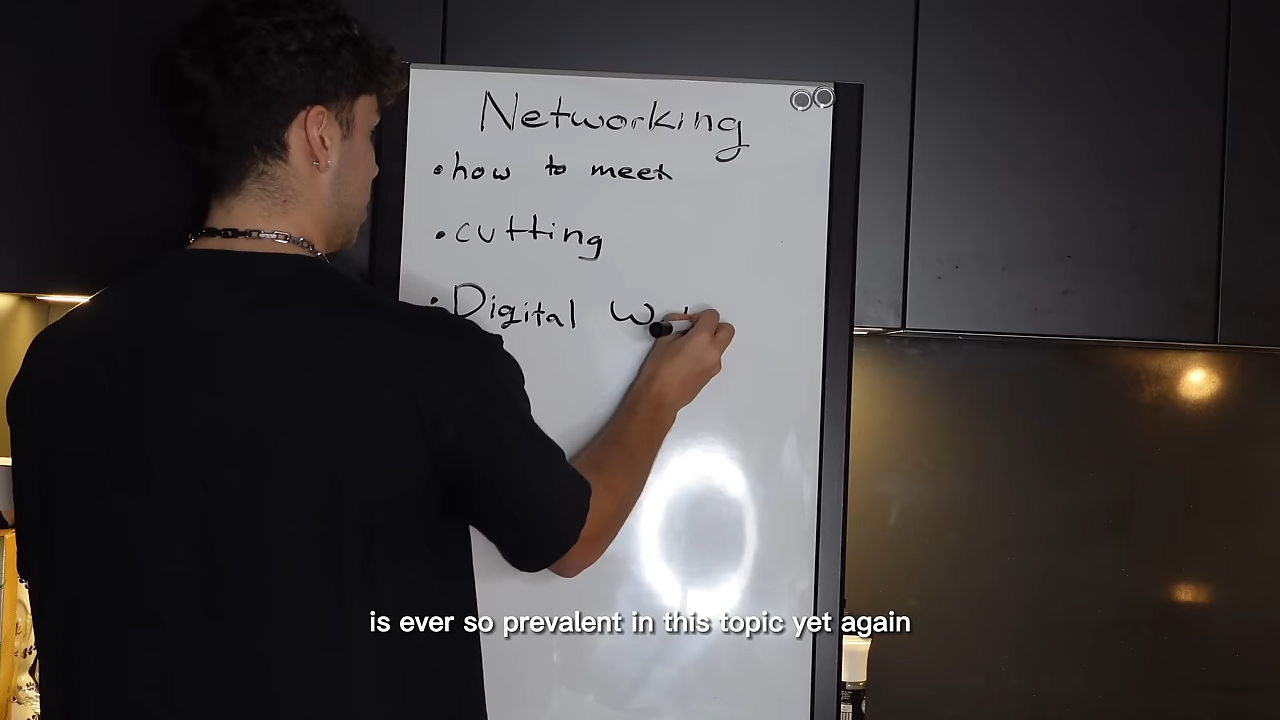 Networking
•how to meet
•cutting
•Digital
is ever so prevalent in this topic yet again